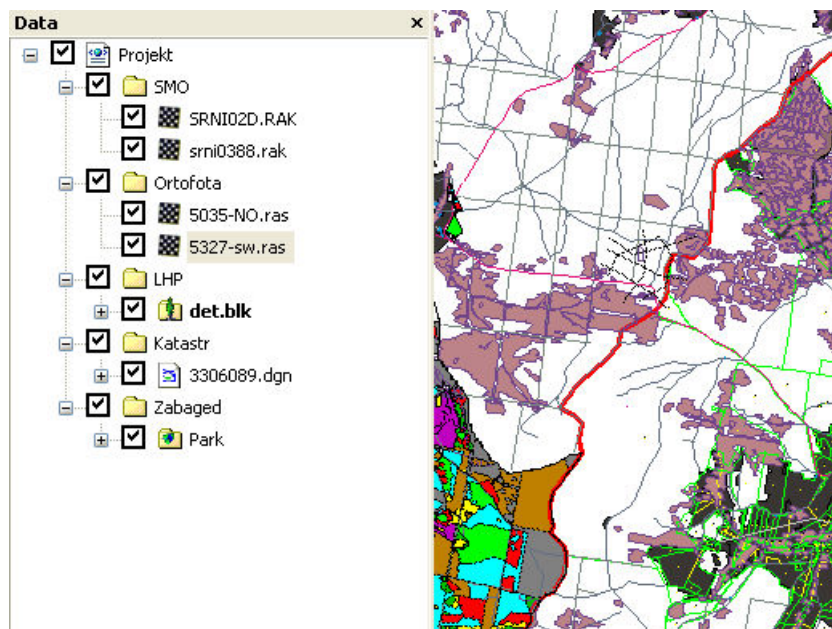 Data
Projekt
SMO
SRNI02D.RAK
srni0388.rak
Ortofota
5035-NO.ras
5327-sw.ras
LHP
det.blk
Katastr
3306089.dgn
Zabaged
Park